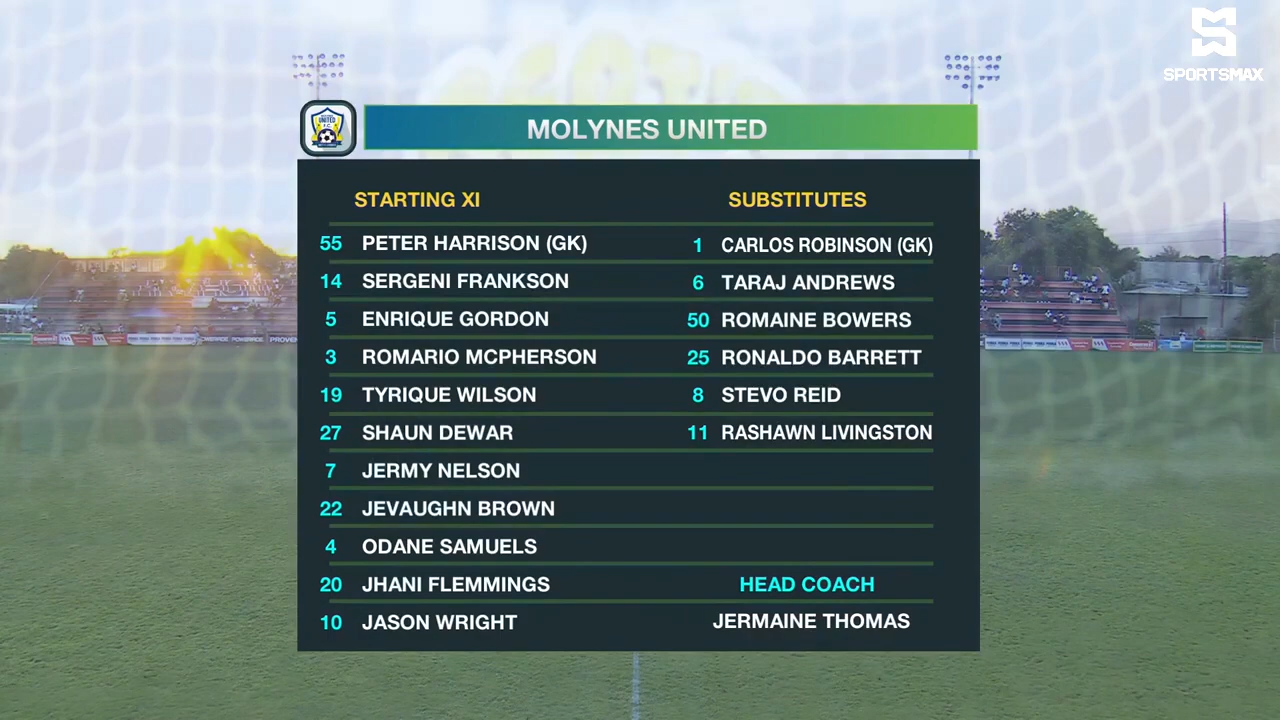 SPORTSMAX
MOLYNES UNITED
STARTING XI
55 PETER HARRISON (GK)
14 SERGENI FRANKSON
5 ENRIQUE GORDON
3 ROMARIO MCPHERSON
19 TYRIQUE WILSON
27 SHAUN DEWAR
7 JERMY NELSON
22 JEVAUGHN BROWN
4 ODANE SAMUELS
20 JHANI FLEMMINGS
10 JASON WRIGHT
SUBSTITUTES
1 CARLOS ROBINSON (GK)
6 TARAJ ANDREWS
50 ROMAINE BOWERS
25 RONALDO BARRETT
8 STEVO REID
11 RASHAWN LIVINGSTON
HEAD COACH
JERMAINE THOMAS
UNITED